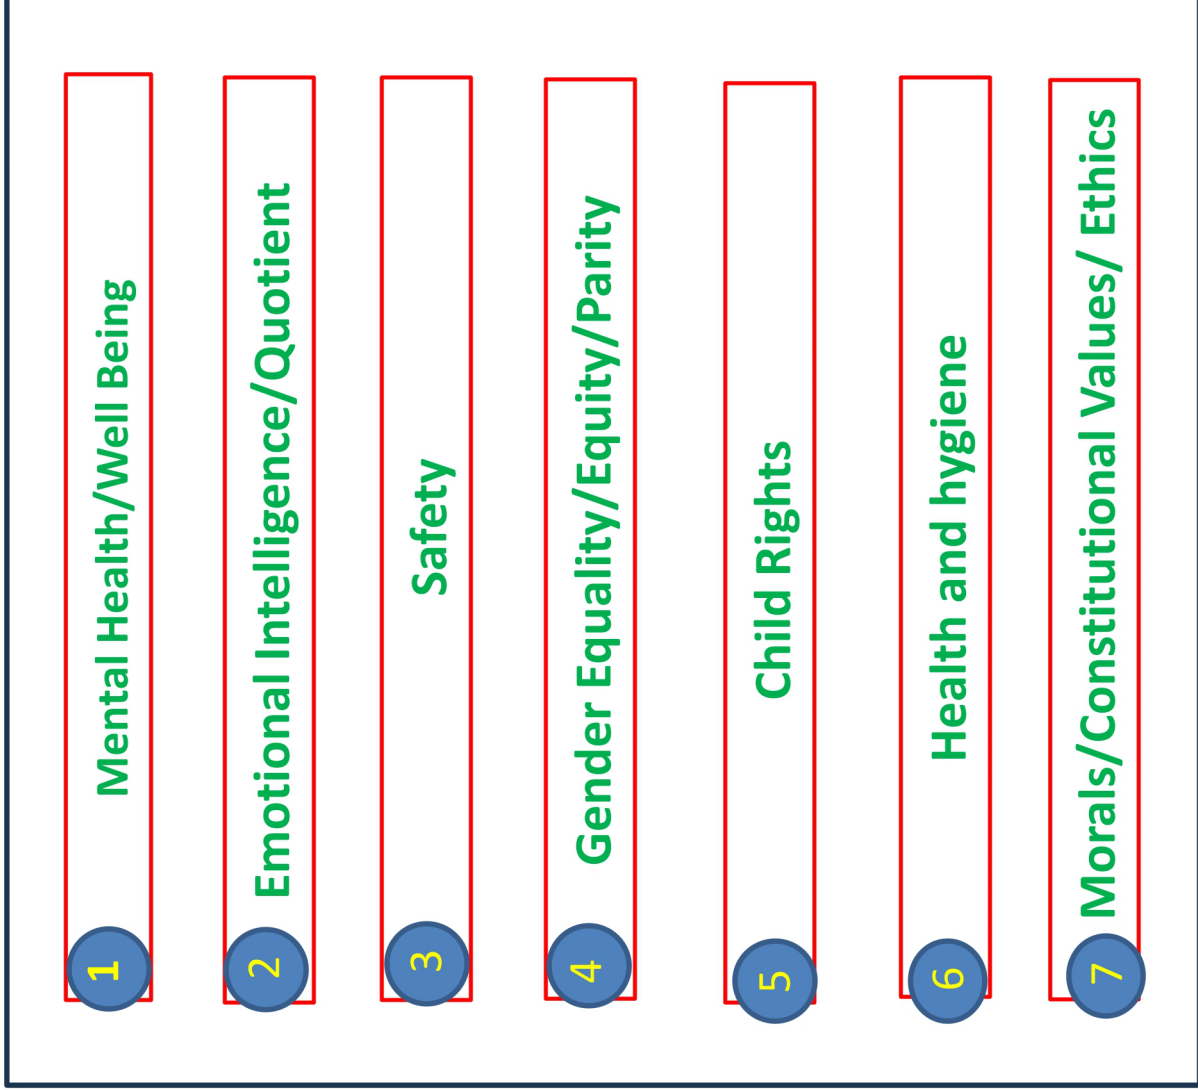 1 Mental Health/Well Being
2 Emotional Intelligence/Quotient
3 Safety
4 Gender Equality/Equity/Parity
5 Child Rights
6 Health and hygiene
7 Morals/Constitutional Values/ Ethics